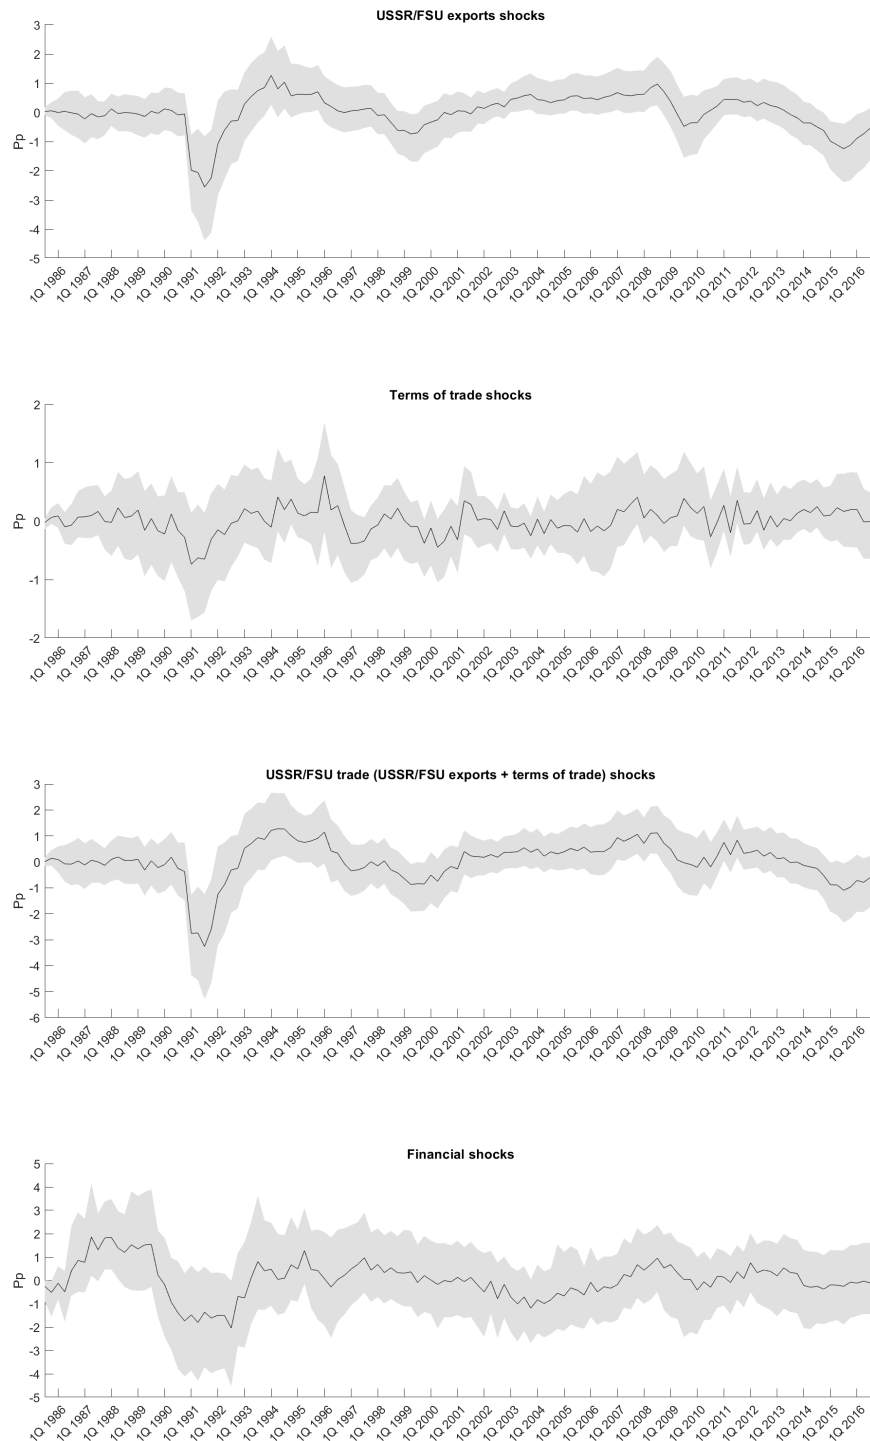 USSR/FSU exports shocks
3
2
1
0
-1
-2
-3
-4
-5
Pp
1Q 1986
1Q 1987
1Q 1988
1Q 1989
1Q 1990
1Q 1991
1Q 1992
1Q 1993
1Q 1994
1Q 1995
1Q 1996
1Q 1997
1Q 1998
1Q 1999
1Q 2000
1Q 2001
1Q 2002
1Q 2003
1Q 2004
1Q 2005
1Q 2006
1Q 2007
1Q 2008
1Q 2009
1Q 2010
1Q 2011
1Q 2012
1Q 2013
1Q 2014
1Q 2015
1Q 2016
Terms of trade shocks
2
1
0
-1
-2
Pp
1Q 1986
1Q 1987
1Q 1988
1Q 1989
1Q 1990
1Q 1991
1Q 1992
1Q 1993
1Q 1994
1Q 1995
1Q 1996
1Q 1997
1Q 1998
1Q 1999
1Q 2000
1Q 2001
1Q 2002
1Q 2003
1Q 2004
1Q 2005
1Q 2006
1Q 2007
1Q 2008
1Q 2009
1Q 2010
1Q 2011
1Q 2012
1Q 2013
1Q 2014
1Q 2015
1Q 2016
USSR/FSU trade (USSR/FSU exports + terms of trade) shocks
3
2
1
0
-1
-2
-3
-4
-5
-6
Pp
1Q 1986
1Q 1987
1Q 1988
1Q 1989
1Q 1990
1Q 1991
1Q 1992
1Q 1993
1Q 1994
1Q 1995
1Q 1996
1Q 1997
1Q 1998
1Q 1999
1Q 2000
1Q 2001
1Q 2002
1Q 2003
1Q 2004
1Q 2005
1Q 2006
1Q 2007
1Q 2008
1Q 2009
1Q 2010
1Q 2011
1Q 2012
1Q 2013
1Q 2014
1Q 2015
1Q 2016
Financial shocks
5
4
3
2
1
0
-1
-2
-3
-4
-5
Pp
1Q 1986
1Q 1987
1Q 1988
1Q 1989
1Q 1990
1Q 1991
1Q 1992
1Q 1993
1Q 1994
1Q 1995
1Q 1996
1Q 1997
1Q 1998
1Q 1999
1Q 2000
1Q 2001
1Q 2002
1Q 2003
1Q 2004
1Q 2005
1Q 2006
1Q 2007
1Q 2008
1Q 2009
1Q 2010
1Q 2011
1Q 2012
1Q 2013
1Q 2014
1Q 2015
1Q 2016